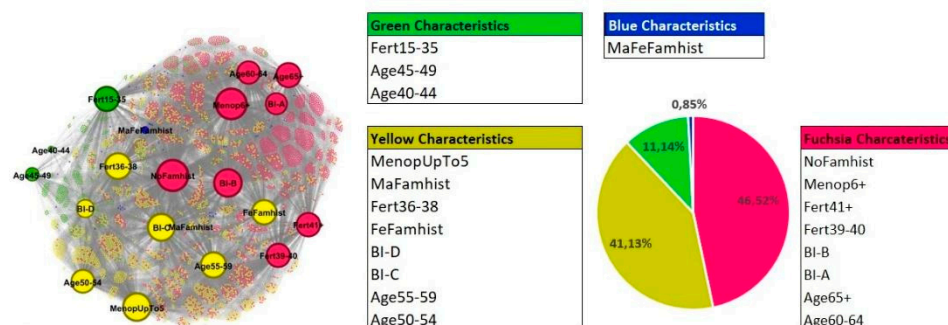 Age60-64
Age65+
Menop6+
BI-A
Fert15-35
MaFeFamhist
Age40-44
Age45-49
Fert36-38
NoFamhist
BI-B
BI-D
BI-C
MaFamhist
FeFamhist
Fert41+
Age55-59
Fert39-40
Age50-54
MenopUpTo5
Green Characteristics
Fert15-35
Age45-49
Age40-44
Blue Characteristics
MaFeFamhist
Yellow Characteristics
MenopUpTo5
MaFamhist
Fert36-38
FeFamhist
BI-D
BI-C
Age55-59
Age50-54
0,85%
11,14%
46.52%
41,13%
Fuchsia Charcateristics
NoFamhist
Menop6+
Fert41+
Fert39-40
BI-B
BI-A
Age65+
Age60-64